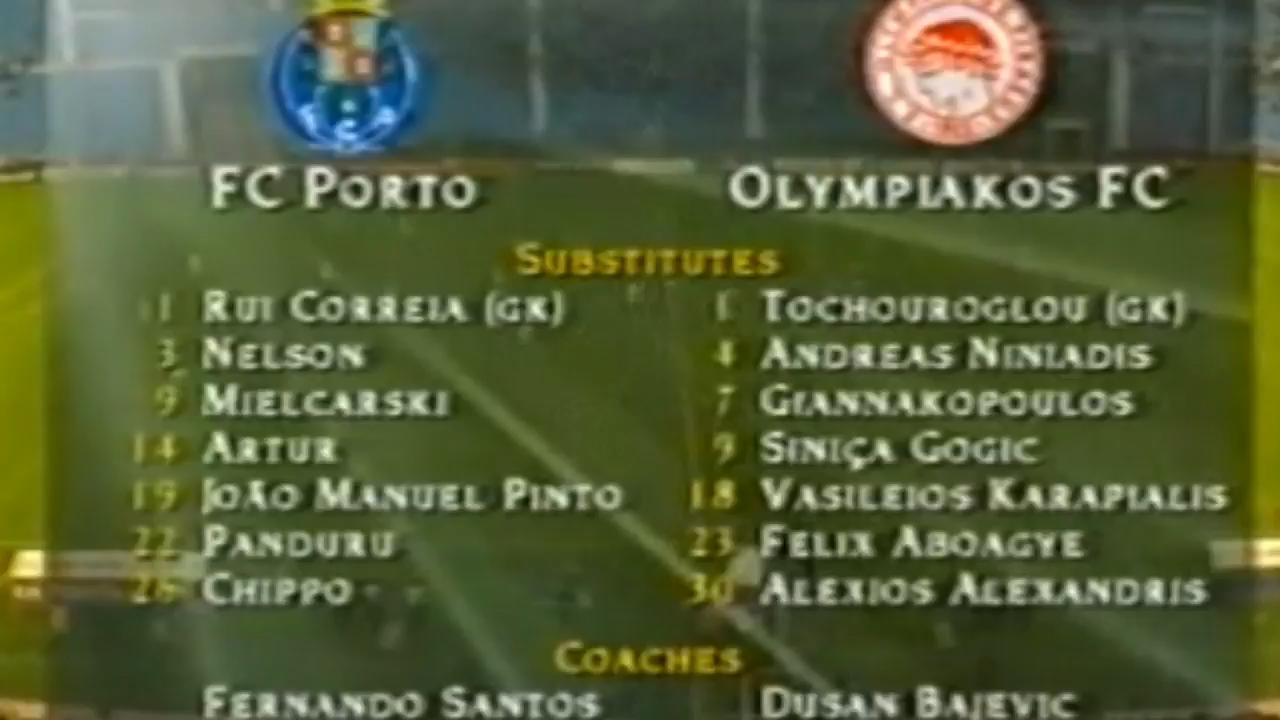 FC PORTO OLYMPIAKOS FC
SUBSTITUTES
1 RUI CORREIA (GK) 1 TOCHOUROGLOU (GK)
3 NELSON 4 ANDREAS NINIADIS
9 MIELCARSKI 7 GIANNAKOPOULOS
14 ARTUR 9 SINIÇA GOGIC
19 JOÃO MANUEL PINTO 18 VASILEIOS KARAPIALIS
22 PANDURU 23 FELIX ABOAGYE
CHIPPO 30 ALEXIOS ALEXANDRIS
COACHES
FERNANDO SANTOS DUSAN BAJEVIC